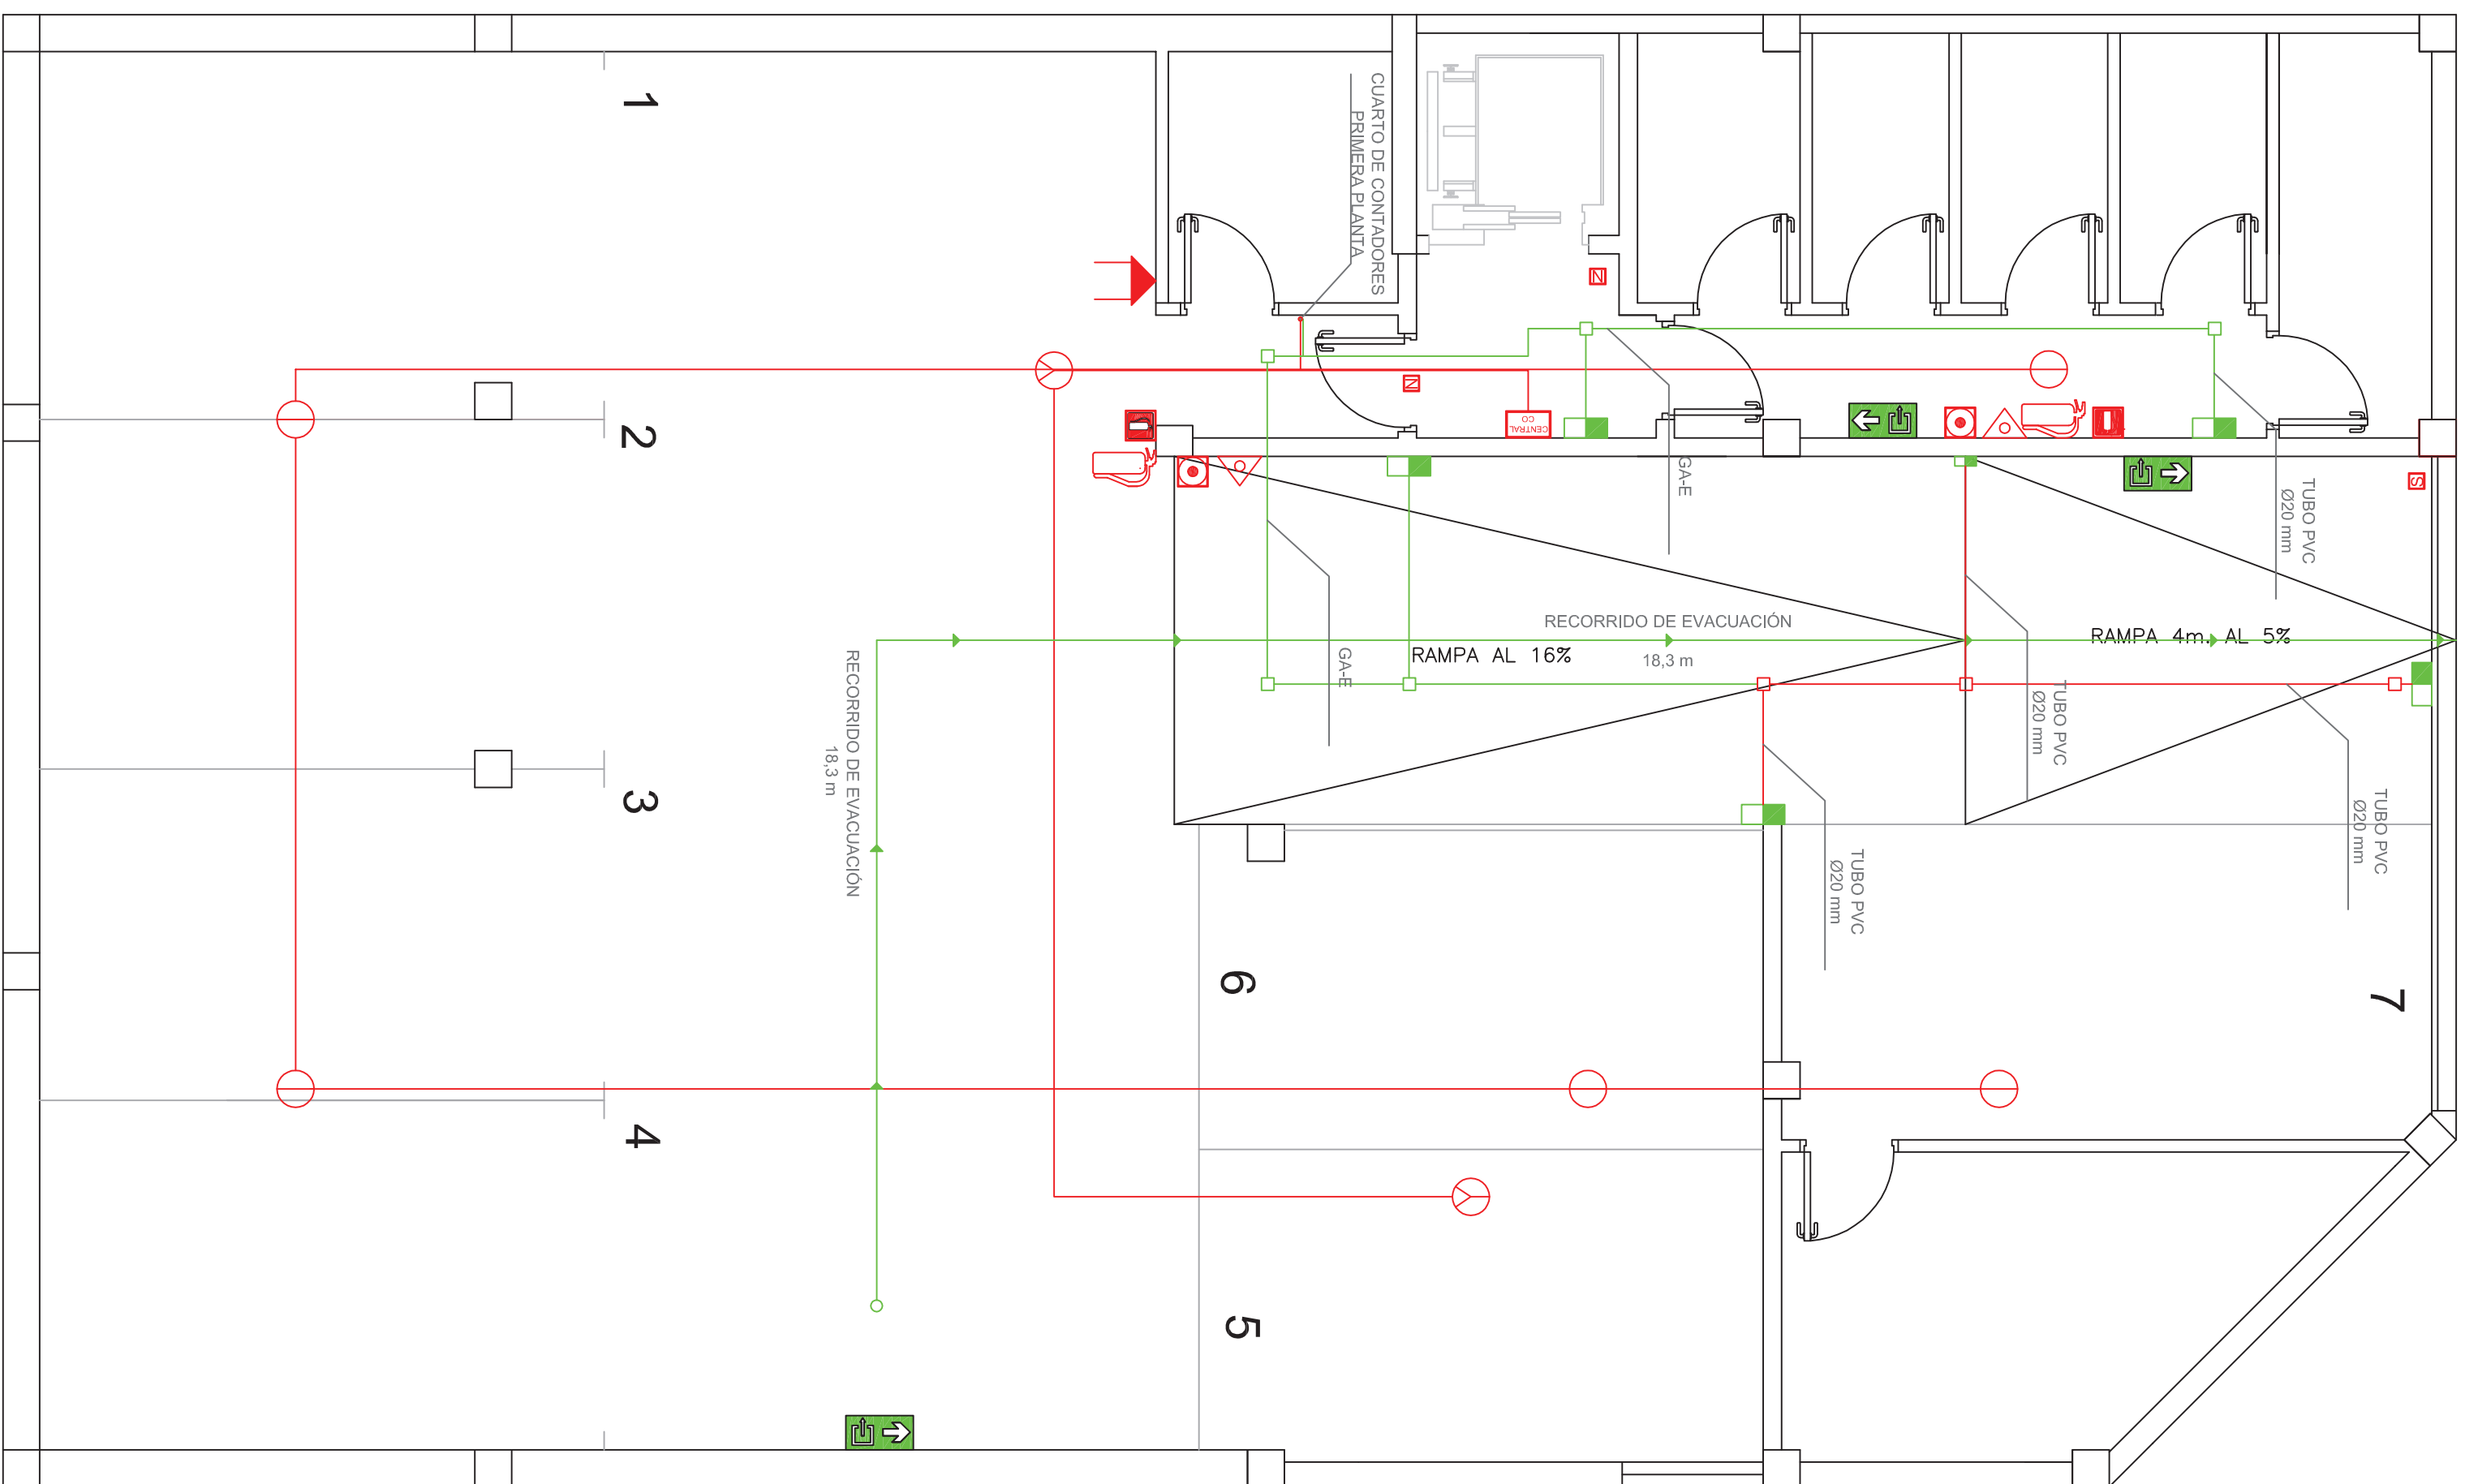 1
2
3
4
5
6
7
CUARTO DE CONTADORES
PRIMERA PLANTA
N
N
CENTRAL
CO
GA-E
GA-E
S
TUBO PVC
Ø20 mm
RECORRIDO DE EVACUACIÓN
18,3 m
RAMPA AL 16%
RAMPA 4m. AL 5%
RECORRIDO DE EVACUACIÓN
18,3 m
TUBO PVC
Ø20 mm
TUBO PVC
Ø20 mm
TUBO PVC
Ø20 mm